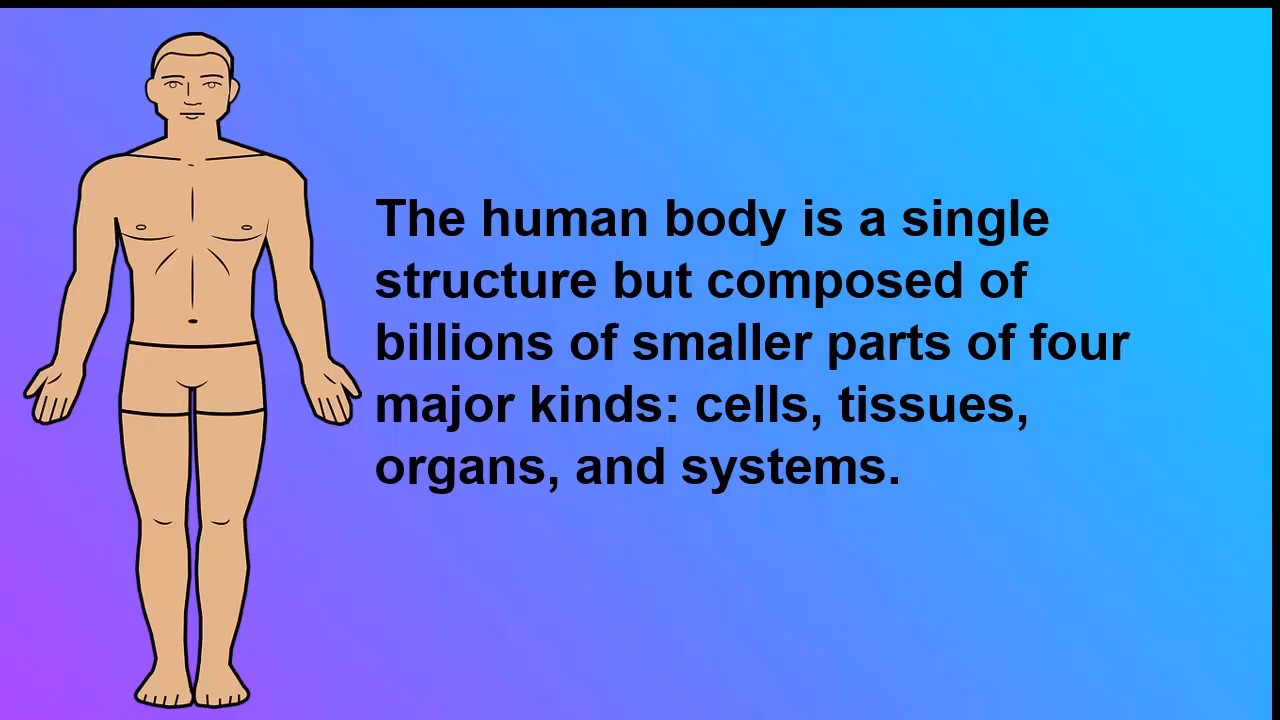 The human body is a single
structure but composed of
billions of smaller parts of four
major kinds: cells, tissues,
organs, and systems.